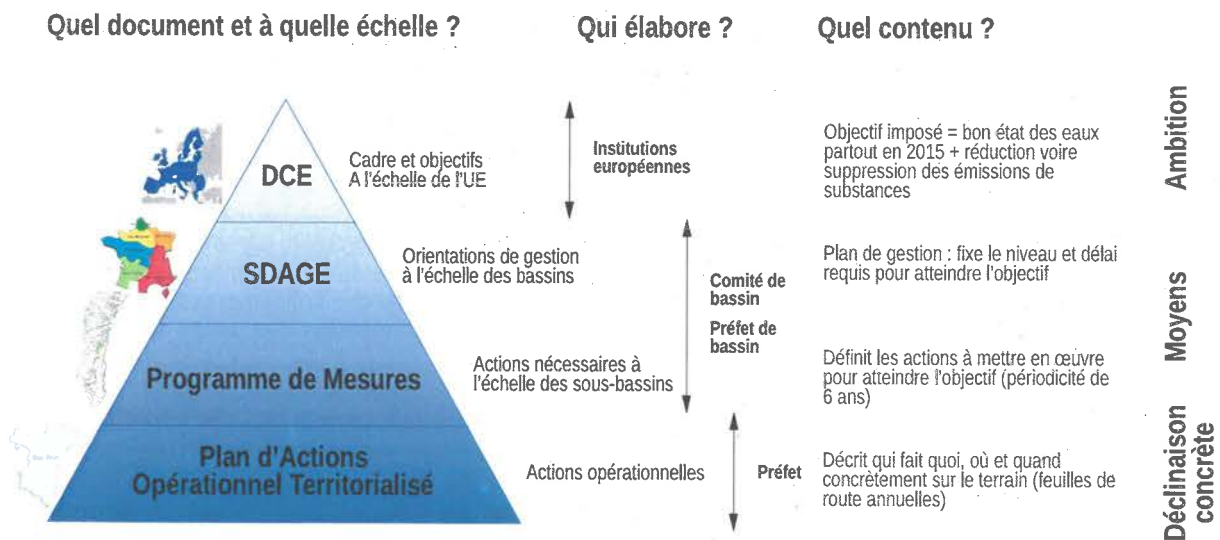 Quel document et à quelle échelle ?
Qui élabore ?
Quel contenu ?
DCE
Cadre et objectifs
A l'échelle de l'UE
Institutions
européennes
Objectif imposé = bon état des eaux
partout en 2015 + réduction voire
suppression des émissions de
substances
Ambition
SDAGE
Orientations de gestion
à l'échelle des bassins
Comité de
bassin
Préfet de
bassin
Plan de gestion : fixe le niveau et délai
requis pour atteindre l'objectif
Moyens
Programme de Mesures
Actions nécessaires à
l'échelle des sous-bassins
Définit les actions à mettre en œuvre
pour atteindre l'objectif (périodicité de
6 ans)
Plan d'Actions
Opérationnel Territorialisé
Actions opérationnelles
Préfet
Décrit qui fait quoi, où et quand
concrètement sur le terrain (feuilles de
route annuelles)
Déclinaison
concrète